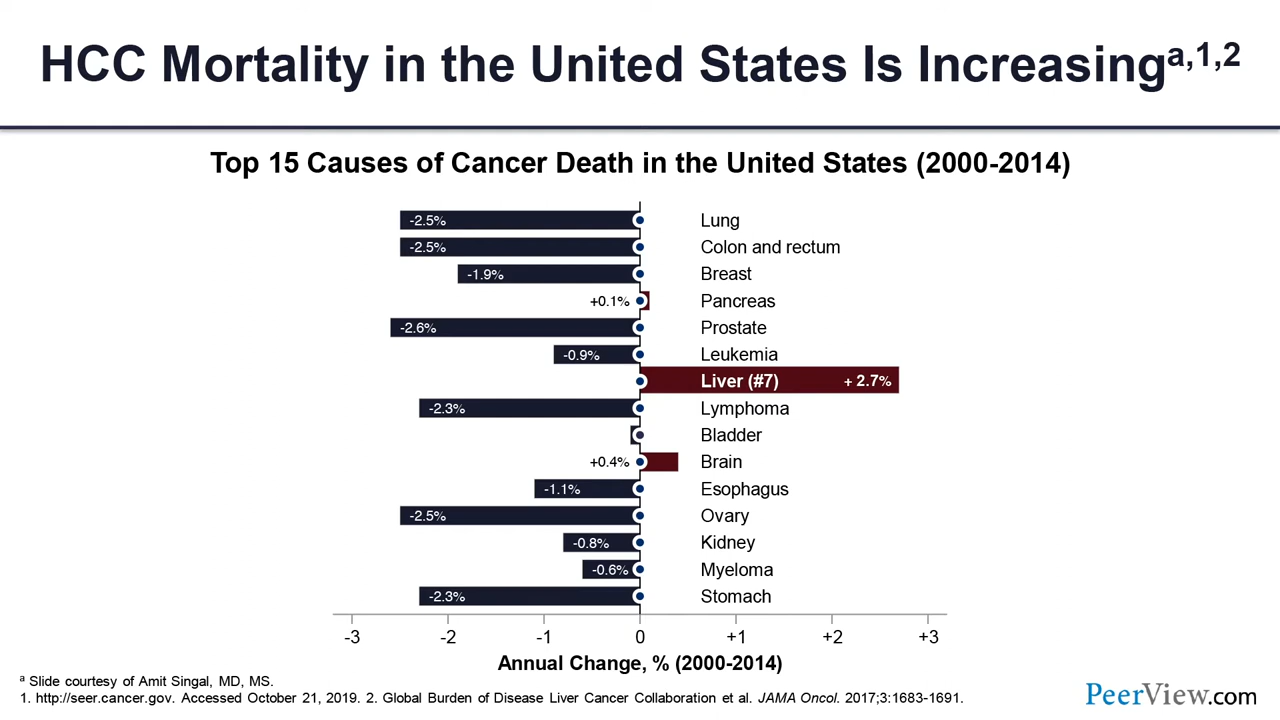 HCC Mortality in the United States Is Increasingᵃ,¹,²
Top 15 Causes of Cancer Death in the United States (2000-2014)
-2.5% Lung
-2.5% Colon and rectum
-1.9% Breast
+0.1% Pancreas
-2.6% Prostate
-0.9% Leukemia
Liver (#7) + 2.7%
-2.3% Lymphoma
Bladder
+0.4% Brain
-1.1% Esophagus
-2.5% Ovary
-0.8% Kidney
-0.6% Myeloma
-2.3% Stomach
-3 -2 -1 0 +1 +2 +3
Annual Change, % (2000-2014)
ᵃ Slide courtesy of Amit Singal, MD, MS.
1. http://seer.cancer.gov. Accessed October 21, 2019. 2. Global Burden of Disease Liver Cancer Collaboration et al. JAMA Oncol. 2017;3:1683-1691.
PeerView.com